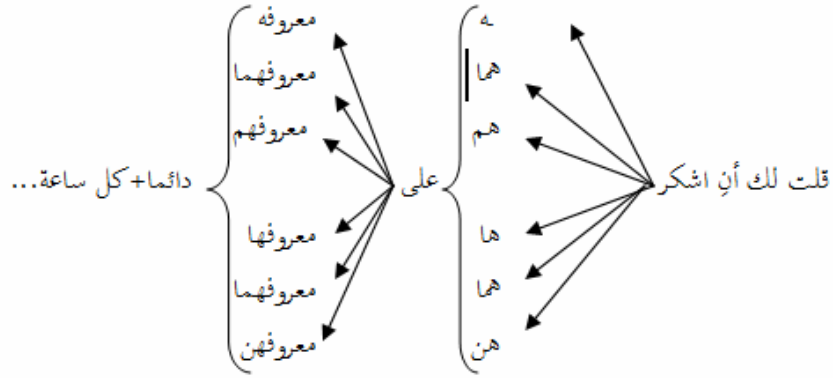 قلت لك أنِ اشكر
ـه
هما
هم
ها
هما
هن
على
معروفه
معروفهما
معروفهم
معروفها
معروفهما
معروفهن
دائما+كل ساعة...